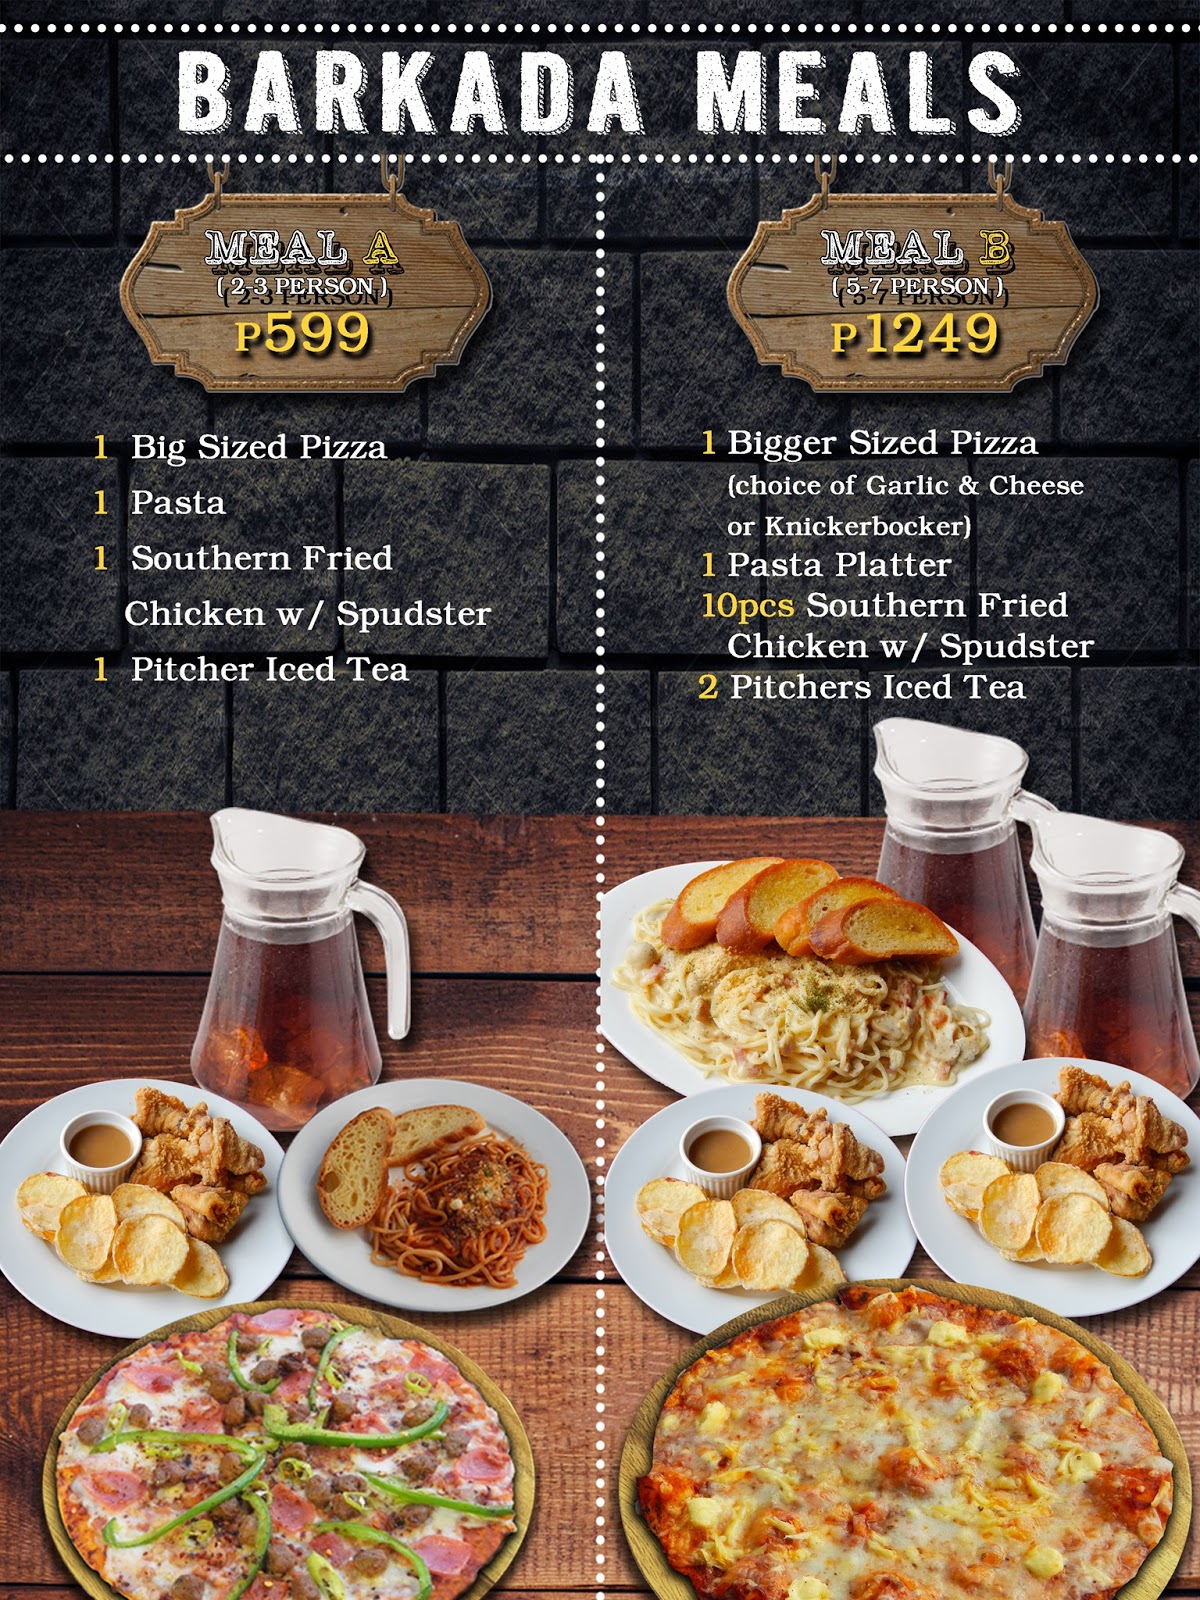 BARKADA MEALS
MEAL A
( 2-3 PERSON )
P599
1 Big Sized Pizza
1 Pasta
1 Southern Fried
Chicken w/ Spudster
1 Pitcher Iced Tea
MEAL B
( 5-7 PERSON )
P1249
1 Bigger Sized Pizza
(choice of Garlic & Cheese
or Knickerbocker)
1 Pasta Platter
10pcs Southern Fried
Chicken w/ Spudster
2 Pitchers Iced Tea